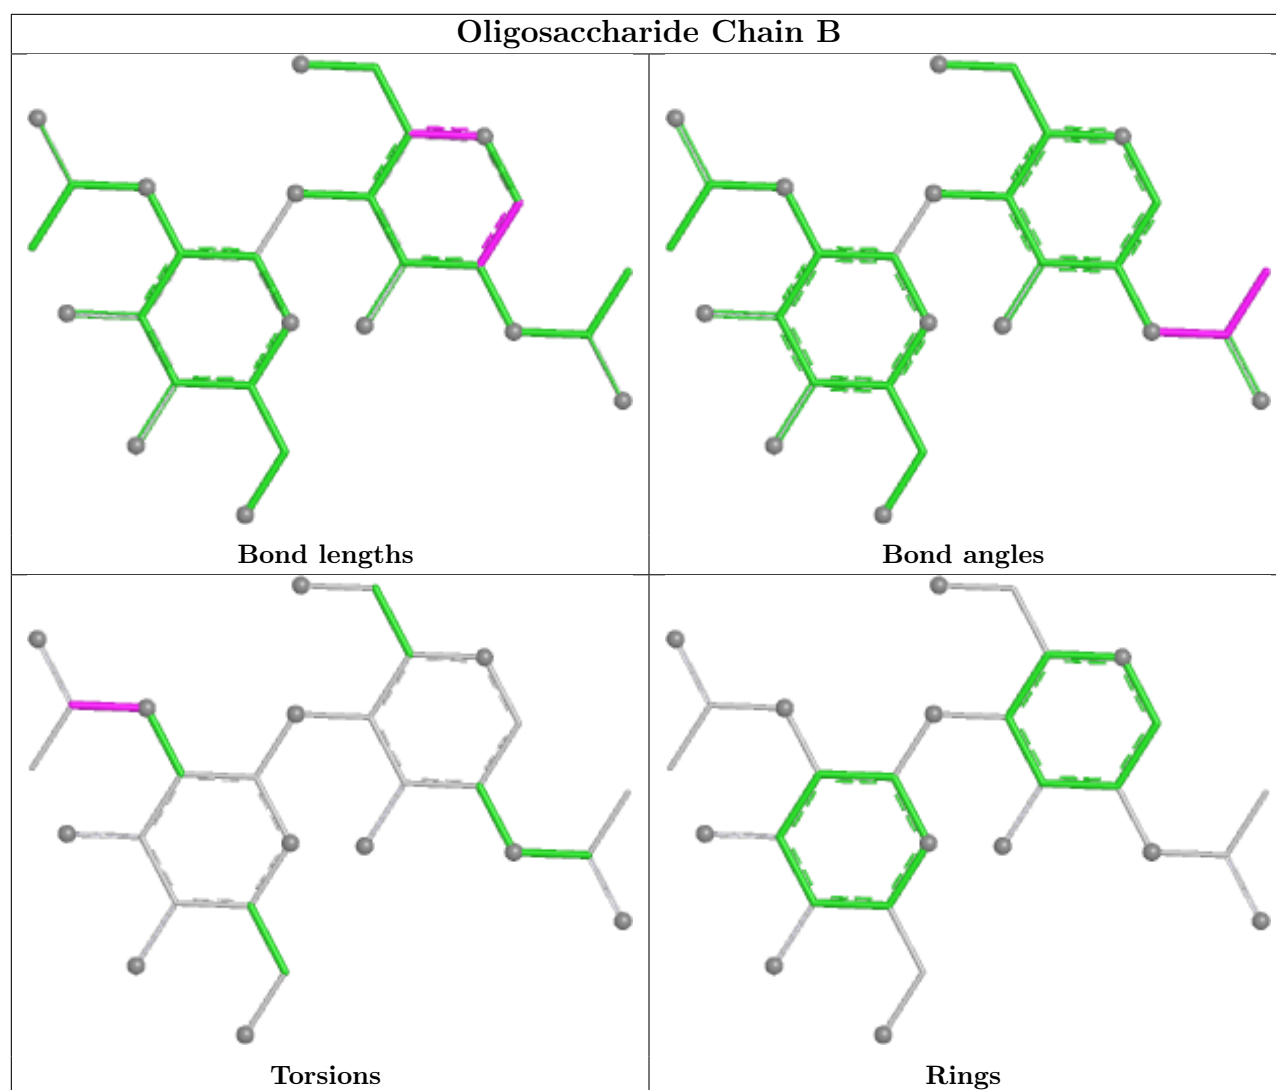 Oligosaccharide Chain B
Bond lengths
Bond angles
Torsions
Rings